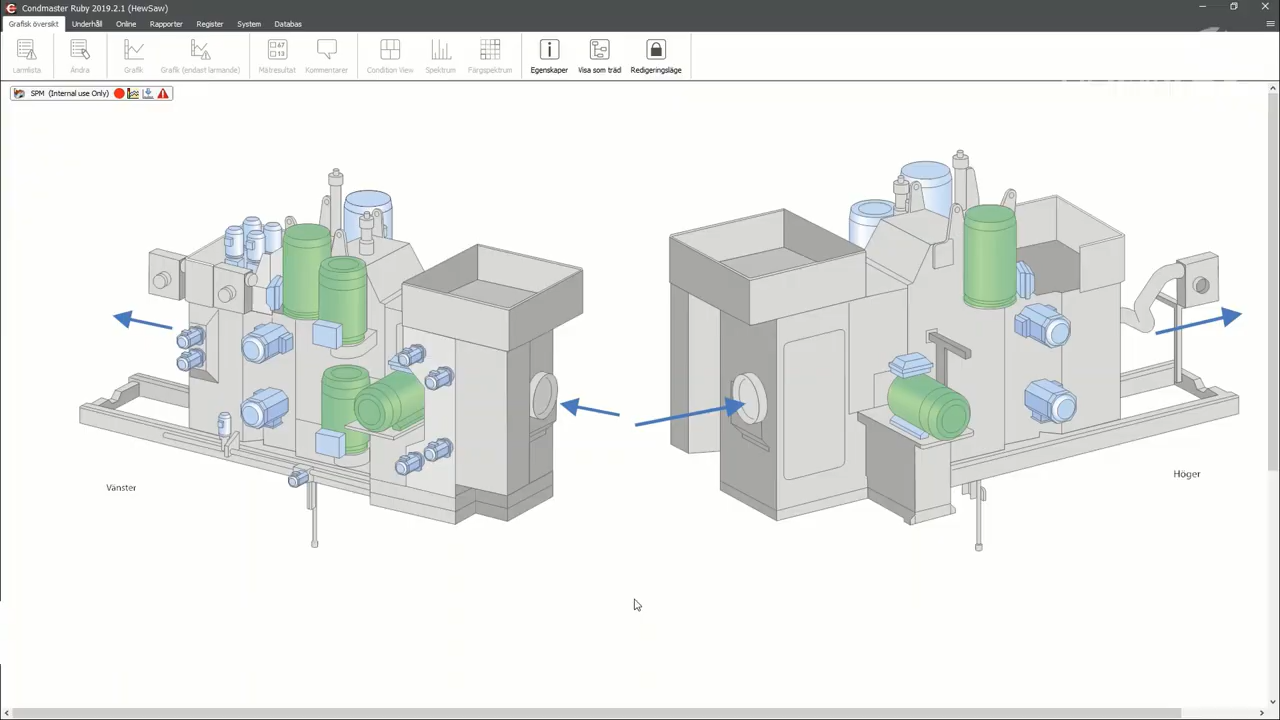 Condmaster Ruby 2019.2.1 (HewSaw)
Grafisk översikt Underhåll Online Rapporter Register System Databas
Larmlista Ändra Grafik Grafik (endast larmande) Mätresultat Kommentarer Condition View Spektrum Färgspektrum Egenskaper Visa som träd Redigeringsläge
SPM (Internal use Only)
Vänster
Höger